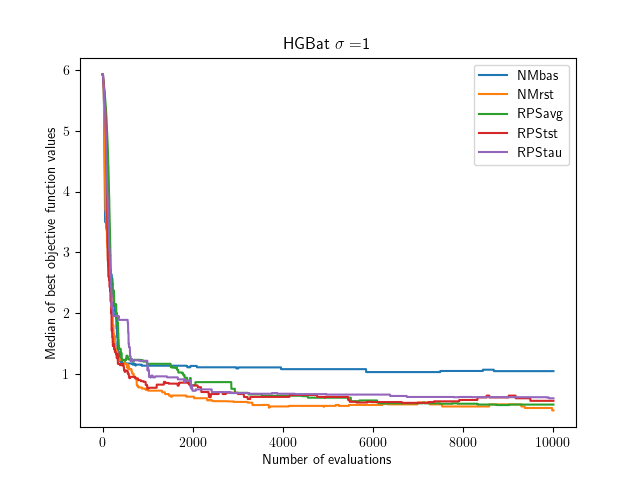 HGBat σ =1
Median of best objective function values
6
5
4
3
2
1
0
2000
4000
6000
8000
10000
Number of evaluations
NMbas
NMrst
RPSavg
RPStst
RPStau